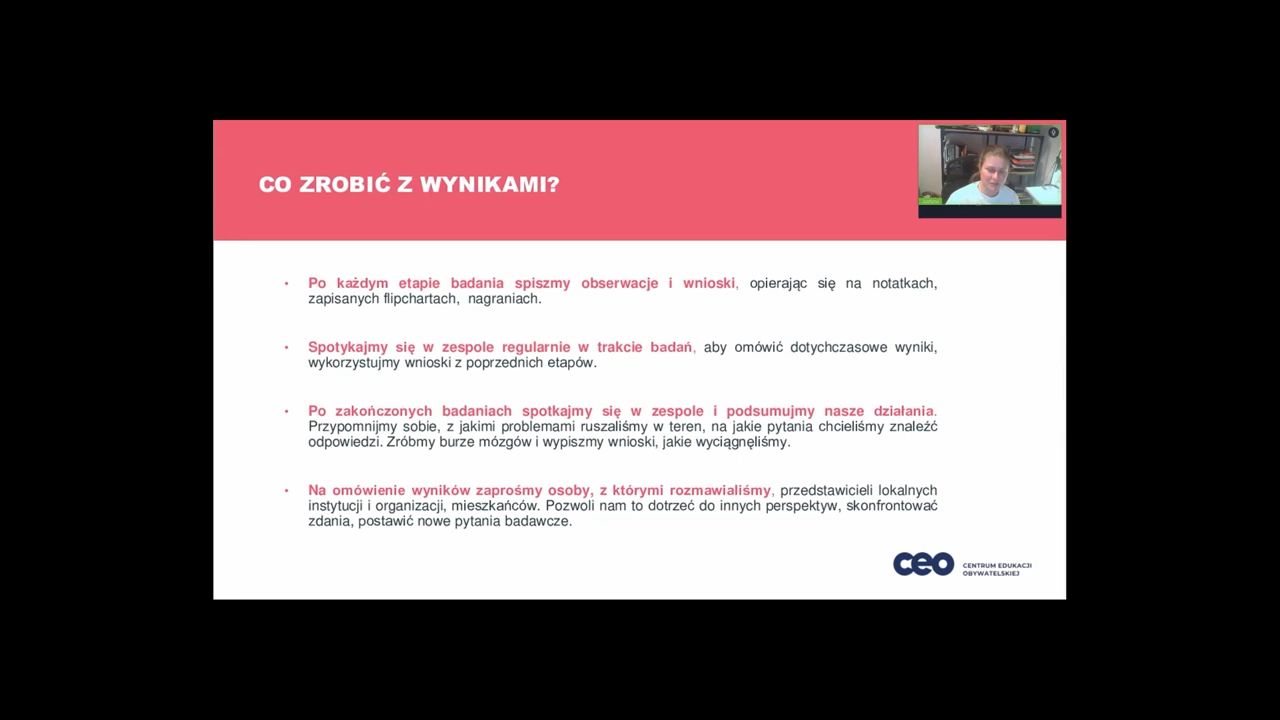 CO ZROBIĆ Z WYNIKAMI?
• Po każdym etapie badania spiszmy obserwacje i wnioski, opierając się na notatkach,
zapisanych flipchartach, nagraniach.
• Spotykajmy się w zespole regularnie w trakcie badań, aby omówić dotychczasowe wyniki,
wykorzystujmy wnioski z poprzednich etapów.
• Po zakończonych badaniach spotkajmy się w zespole i podsumujmy nasze działania.
Przypomnijmy sobie, z jakimi problemami ruszaliśmy w teren, na jakie pytania chcieliśmy znaleźć
odpowiedzi. Zróbmy burze mózgów i wypiszmy wnioski, jakie wyciągnęliśmy.
• Na omówienie wyników zaprośmy osoby, z którymi rozmawialiśmy, przedstawicieli lokalnych
instytucji i organizacji, mieszkańców. Pozwoli nam to dotrzeć do innych perspektyw, skonfrontować
zdania, postawić nowe pytania badawcze.
ceo CENTRUM EDUKACJI
OBYWATELSKIEJ